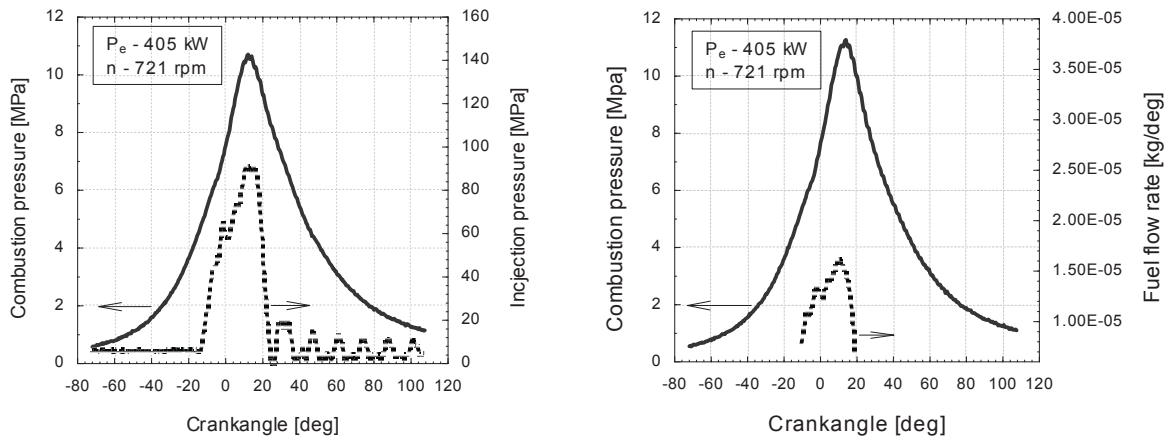 12
10
8
6
4
2
0
Combustion pressure [MPa]
Pe - 405 kW
n - 721 rpm
160
140
120
100
80
60
40
20
0
Incjection pressure [MPa]
-80 -60 -40 -20 0 20 40 60 80 100 120
Crankangle [deg]
12
10
8
6
4
2
0
Combustion pressure [Mpa]
Pe - 405 kW
n - 721 rpm
4.00E-05
3.50E-05
3.00E-05
2.50E-05
2.00E-05
1.50E-05
1.00E-05
Fuel flow rate [kg/deg]
-80 -60 -40 -20 0 20 40 60 80 100 120
Crankangle [deg]